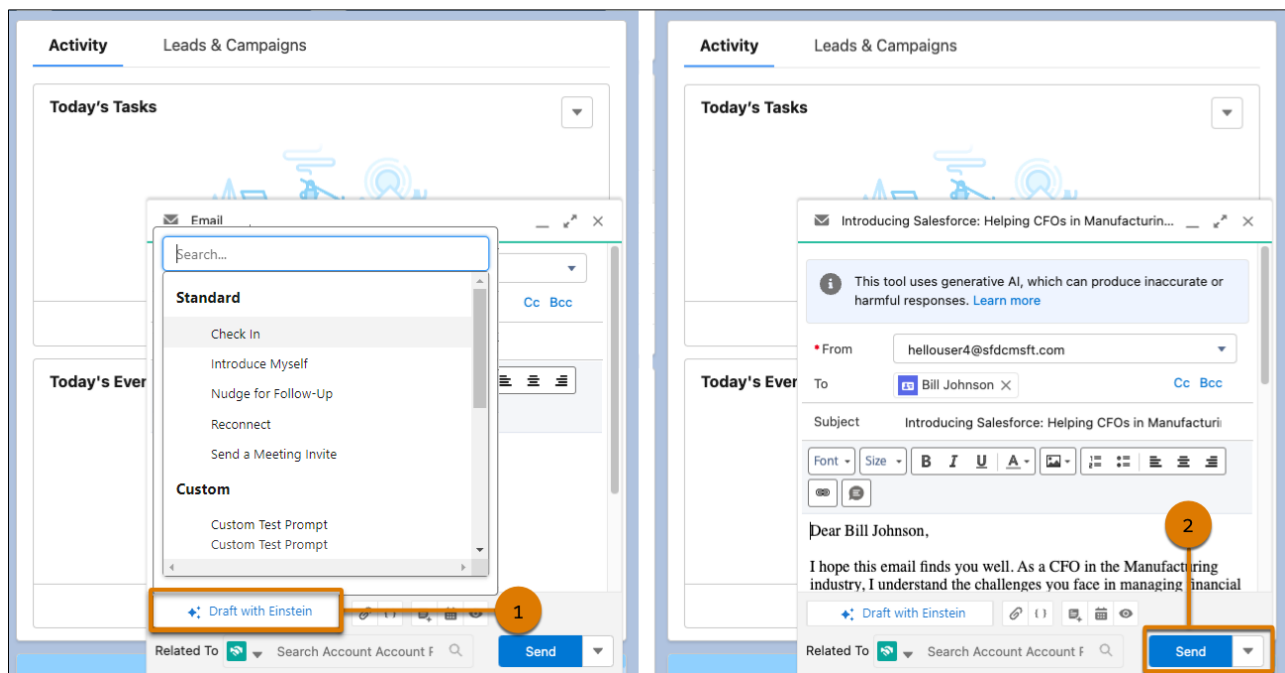 Activity
Leads & Campaigns
Today's Tasks
Email
Search...
Standard
Cc Bcc
Check In
Introduce Myself
Today's Even
Nudge for Follow-Up
Reconnect
Send a Meeting Invite
Custom
Custom Test Prompt
Custom Test Prompt
Draft with Einstein
1
Related To
Search Account Account F
Send
Activity
Leads & Campaigns
Today's Tasks
Introducing Salesforce: Helping CFOs in Manufacturin...
This tool uses generative AI, which can produce inaccurate or
harmful responses. Learn more
*From
hellouser4@sfdcmsft.com
Today's Even
To
Bill Johnson
Cc Bcc
Subject
Introducing Salesforce: Helping CFOs in Manufacturi
Font
Size
B I U A
Dear Bill Johnson,
2
I hope this email finds you well. As a CFO in the Manufacturing
industry, I understand the challenges you face in managing financial
Draft with Einstein
Related To
Search Account Account F
Send